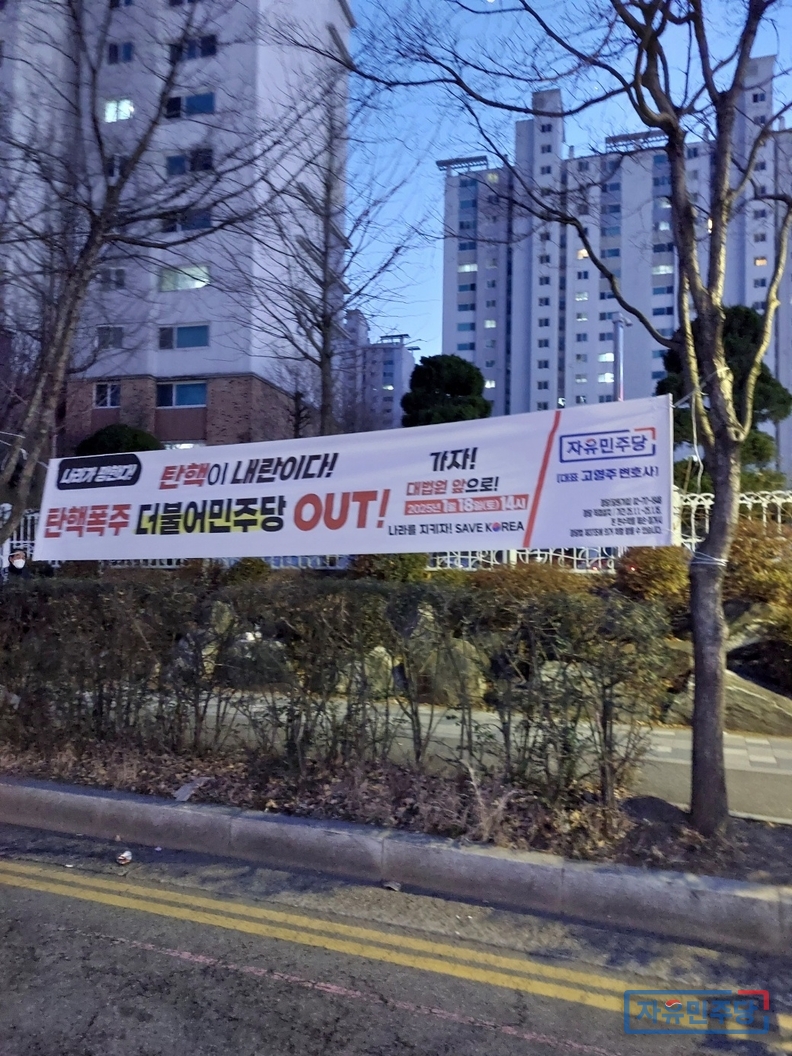 나라가 망한다!
탄핵이 내란이다!
탄핵폭주 더불어민주당 OUT!
가자!
대법원 앞으로!
2025년 1월 18일(토) 14시
나라를 지키자! SAVE KOREA
자유민주당
[대표 고영주 변호사]
자유민주당